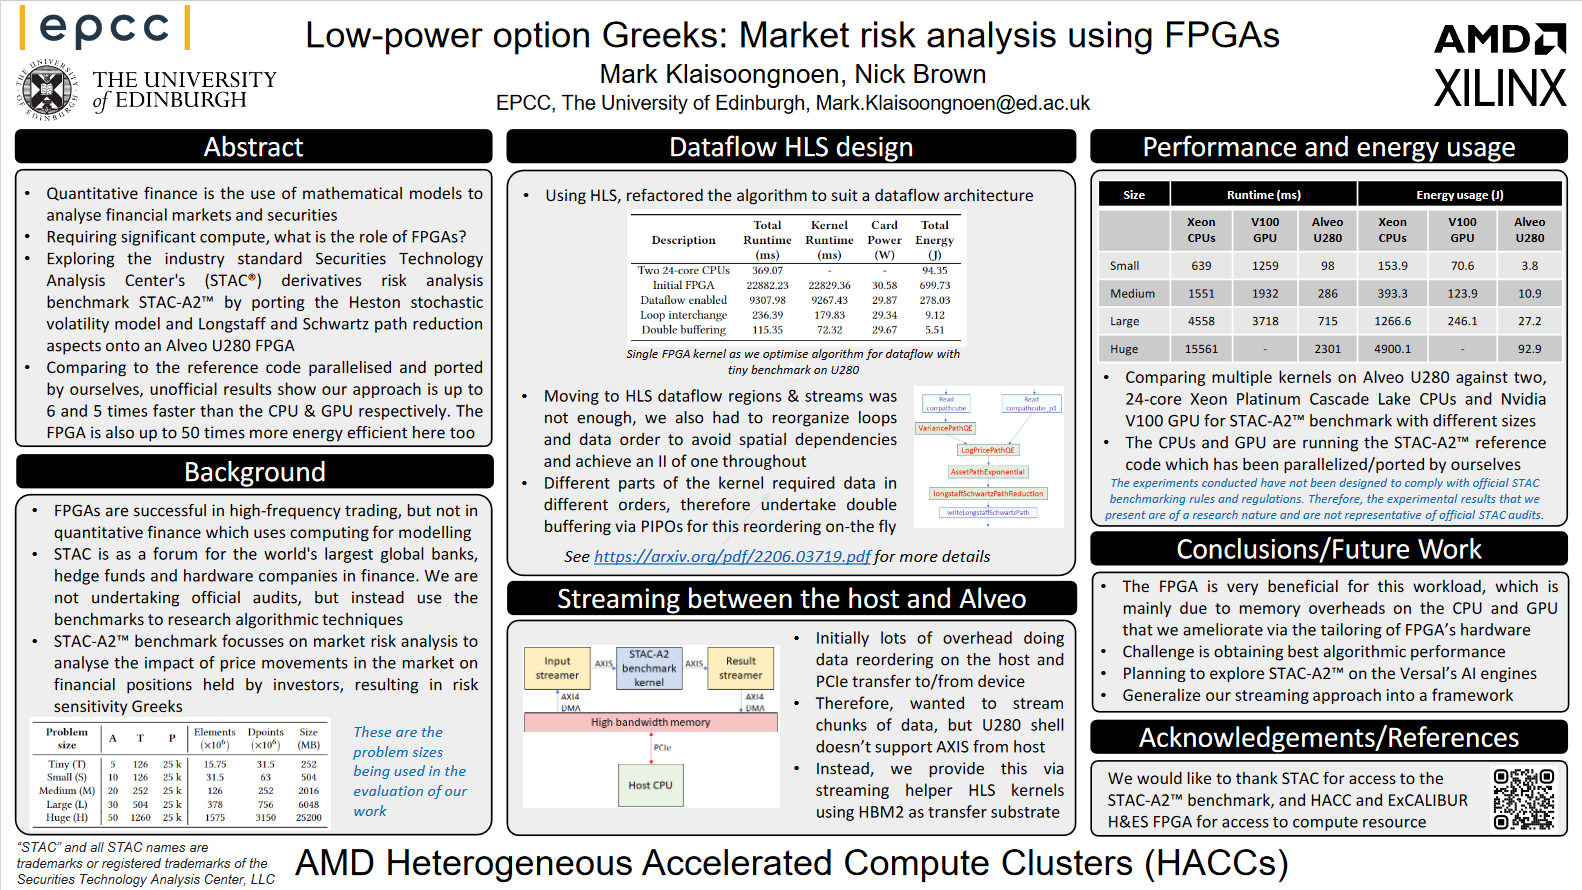 epcc
THE UNIVERSITY
of EDINBURGH
Low-power option Greeks: Market risk analysis using FPGAs
Mark Klaisoongnoen, Nick Brown
EPCC, The University of Edinburgh, Mark.Klaisoongnoen@ed.ac.uk
AMD
XILINX
Abstract
• Quantitative finance is the use of mathematical models to
analyse financial markets and securities
• Requiring significant compute, what is the role of FPGAs?
• Exploring the industry standard Securities Technology
Analysis Center's (STAC®) derivatives risk analysis
benchmark STAC-A2™ by porting the Heston stochastic
volatility model and Longstaff and Schwartz path reduction
aspects onto an Alveo U280 FPGA
• Comparing to the reference code parallelised and ported
by ourselves, unofficial results show our approach is up to
6 and 5 times faster than the CPU & GPU respectively. The
FPGA is also up to 50 times more energy efficient here too
Background
• FPGAs are successful in high-frequency trading, but not in
quantitative finance which uses computing for modelling
• STAC is as a forum for the world's largest global banks,
hedge funds and hardware companies in finance. We are
not undertaking official audits, but instead use the
benchmarks to research algorithmic techniques
• STAC-A2™ benchmark focusses on market risk analysis to
analyse the impact of price movements in the market on
financial positions held by investors, resulting in risk
sensitivity Greeks
Problem size A T P Elements (×10⁶) Dpoints (×10⁶) Size (MB)
Tiny (T) 5 126 25 k 15.75 31.5 252
Small (S) 10 126 25 k 31.5 63 504
Medium (M) 20 252 25 k 126 252 2016
Large (L) 30 504 25 k 378 756 6048
Huge (H) 50 1260 25 k 1575 3150 25200
These are the
problem sizes
being used in the
evaluation of our
work
Dataflow HLS design
• Using HLS, refactored the algorithm to suit a dataflow architecture
Description Total Runtime (ms) Kernel Runtime (ms) Card Power (W) Total Energy (J)
Two 24-core CPUs 369.07 - - 94.35
Initial FPGA 22882.23 22829.36 30.58 699.73
Dataflow enabled 9307.98 9267.43 29.87 278.03
Loop interchange 236.39 179.83 29.34 9.12
Double buffering 115.35 72.32 29.67 5.51
Single FPGA kernel as we optimise algorithm for dataflow with
tiny benchmark on U280
• Moving to HLS dataflow regions & streams was
not enough, we also had to reorganize loops
and data order to avoid spatial dependencies
and achieve an II of one throughout
• Different parts of the kernel required data in
different orders, therefore undertake double
buffering via PIPOs for this reordering on-the fly
Read
corrpathcube
Read
corrpathcube_p1
VariancePathQE
LogPricePathQE
AssetPathExponential
longstaffSchwartzPathReduction
writeLongstaffSchwartzPath
See https://arxiv.org/pdf/2206.03719.pdf for more details
Streaming between the host and Alveo
Input
streamer
AXIS
STAC-A2
benchmark
kernel
AXIS
Result
streamer
AXI4
DMA
AXI4
DMA
High bandwidth memory
PCIe
Host CPU
• Initially lots of overhead doing
data reordering on the host and
PCIe transfer to/from device
• Therefore, wanted to stream
chunks of data, but U280 shell
doesn't support AXIS from host
• Instead, we provide this via
streaming helper HLS kernels
using HBM2 as transfer substrate
Performance and energy usage
Size Runtime (ms) Energy usage (J)
Xeon CPUs V100 GPU Alveo U280 Xeon CPUs V100 GPU Alveo U280
Small 639 1259 98 153.9 70.6 3.8
Medium 1551 1932 286 393.3 123.9 10.9
Large 4558 3718 715 1266.6 246.1 27.2
Huge 15561 - 2301 4900.1 - 92.9
• Comparing multiple kernels on Alveo U280 against two,
24-core Xeon Platinum Cascade Lake CPUs and Nvidia
V100 GPU for STAC-A2™ benchmark with different sizes
• The CPUs and GPU are running the STAC-A2™ reference
code which has been parallelized/ported by ourselves
The experiments conducted have not been designed to comply with official STAC
benchmarking rules and regulations. Therefore, the experimental results that we
present are of a research nature and are not representative of official STAC audits.
Conclusions/Future Work
• The FPGA is very beneficial for this workload, which is
mainly due to memory overheads on the CPU and GPU
that we ameliorate via the tailoring of FPGA's hardware
• Challenge is obtaining best algorithmic performance
• Planning to explore STAC-A2™ on the Versal's AI engines
• Generalize our streaming approach into a framework
Acknowledgements/References
We would like to thank STAC for access to the
STAC-A2™ benchmark, and HACC and ExCALIBUR
H&ES FPGA for access to compute resource
"STAC" and all STAC names are
trademarks or registered trademarks of the
Securities Technology Analysis Center, LLC
AMD Heterogeneous Accelerated Compute Clusters (HACCs)